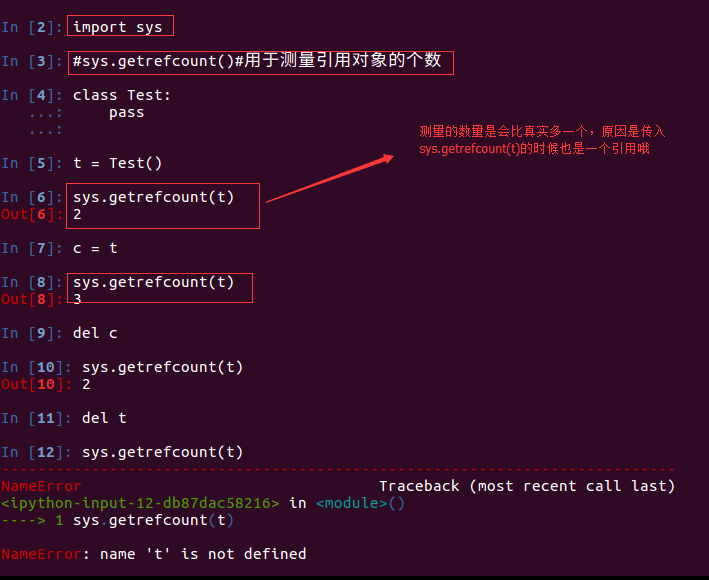 In [2]: import sys
In [3]: #sys.getrefcount()#用于测量引用对象的个数
In [4]: class Test:
   ...:     pass
   ...:
测量的数量是会比真实多一个，原因是传入
sys.getrefcount(t)的时候也是一个引用哦
In [5]: t = Test()
In [6]: sys.getrefcount(t)
Out[6]: 2
In [7]: c = t
In [8]: sys.getrefcount(t)
Out[8]: 3
In [9]: del c
In [10]: sys.getrefcount(t)
Out[10]: 2
In [11]: del t
In [12]: sys.getrefcount(t)
---------------------------------------------------------------------------
NameError                                 Traceback (most recent call last)
<ipython-input-12-db87dac58216> in <module>()
----> 1 sys.getrefcount(t)
NameError: name 't' is not defined